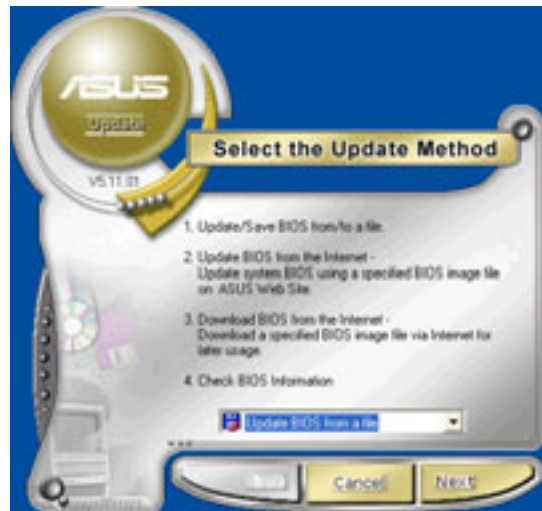 ASUS
Update
V5.11.01
Select the Update Method
1. Update/Save BIOS from/to a file.
2. Update BIOS from the Internet -
Update system BIOS using a specified BIOS image file
on ASUS Web Site.
3. Download BIOS from the Internet -
Download a specified BIOS image file via Internet for
later usage.
4. Check BIOS Information
Update BIOS from a file
Cancel
Next